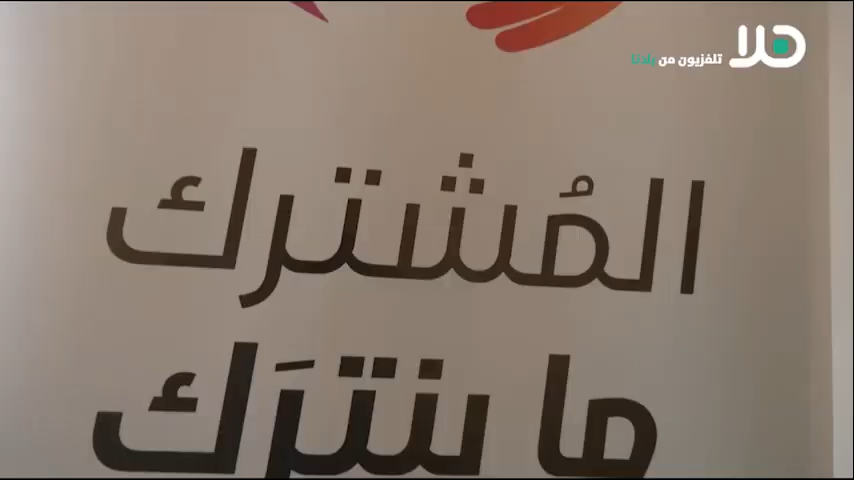 هلا
تلفزيون من بلدنا
المُشترك
ما بنترَك